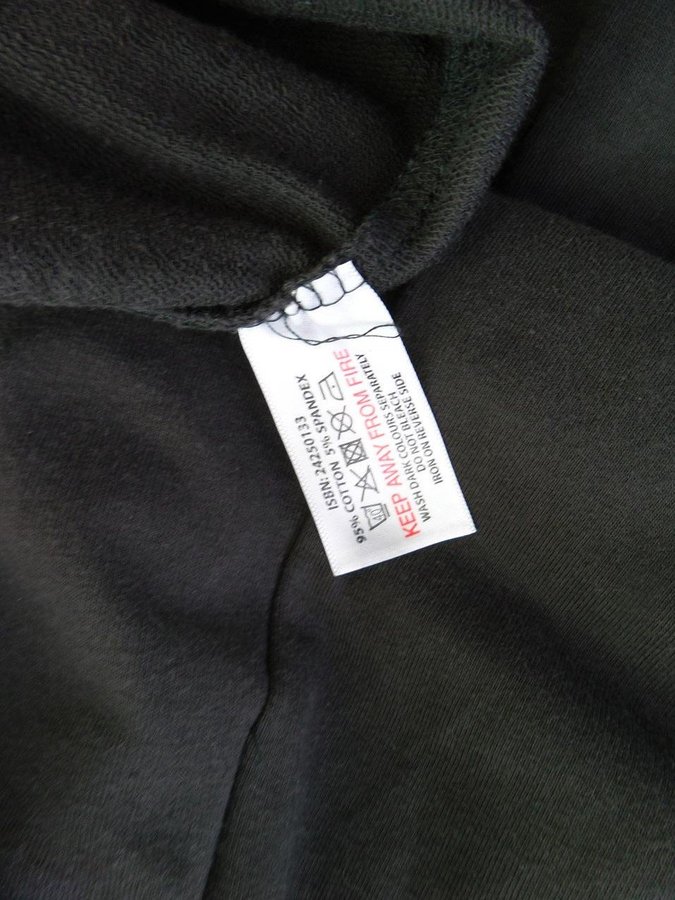 ISBN:24250133
95% COTTON 5% SPANDEX
40°
KEEP AWAY FROM FIRE
WASH DARK COLOURS SEPARATELY
DO NOT BLEACH
IRON ON REVERSE SIDE